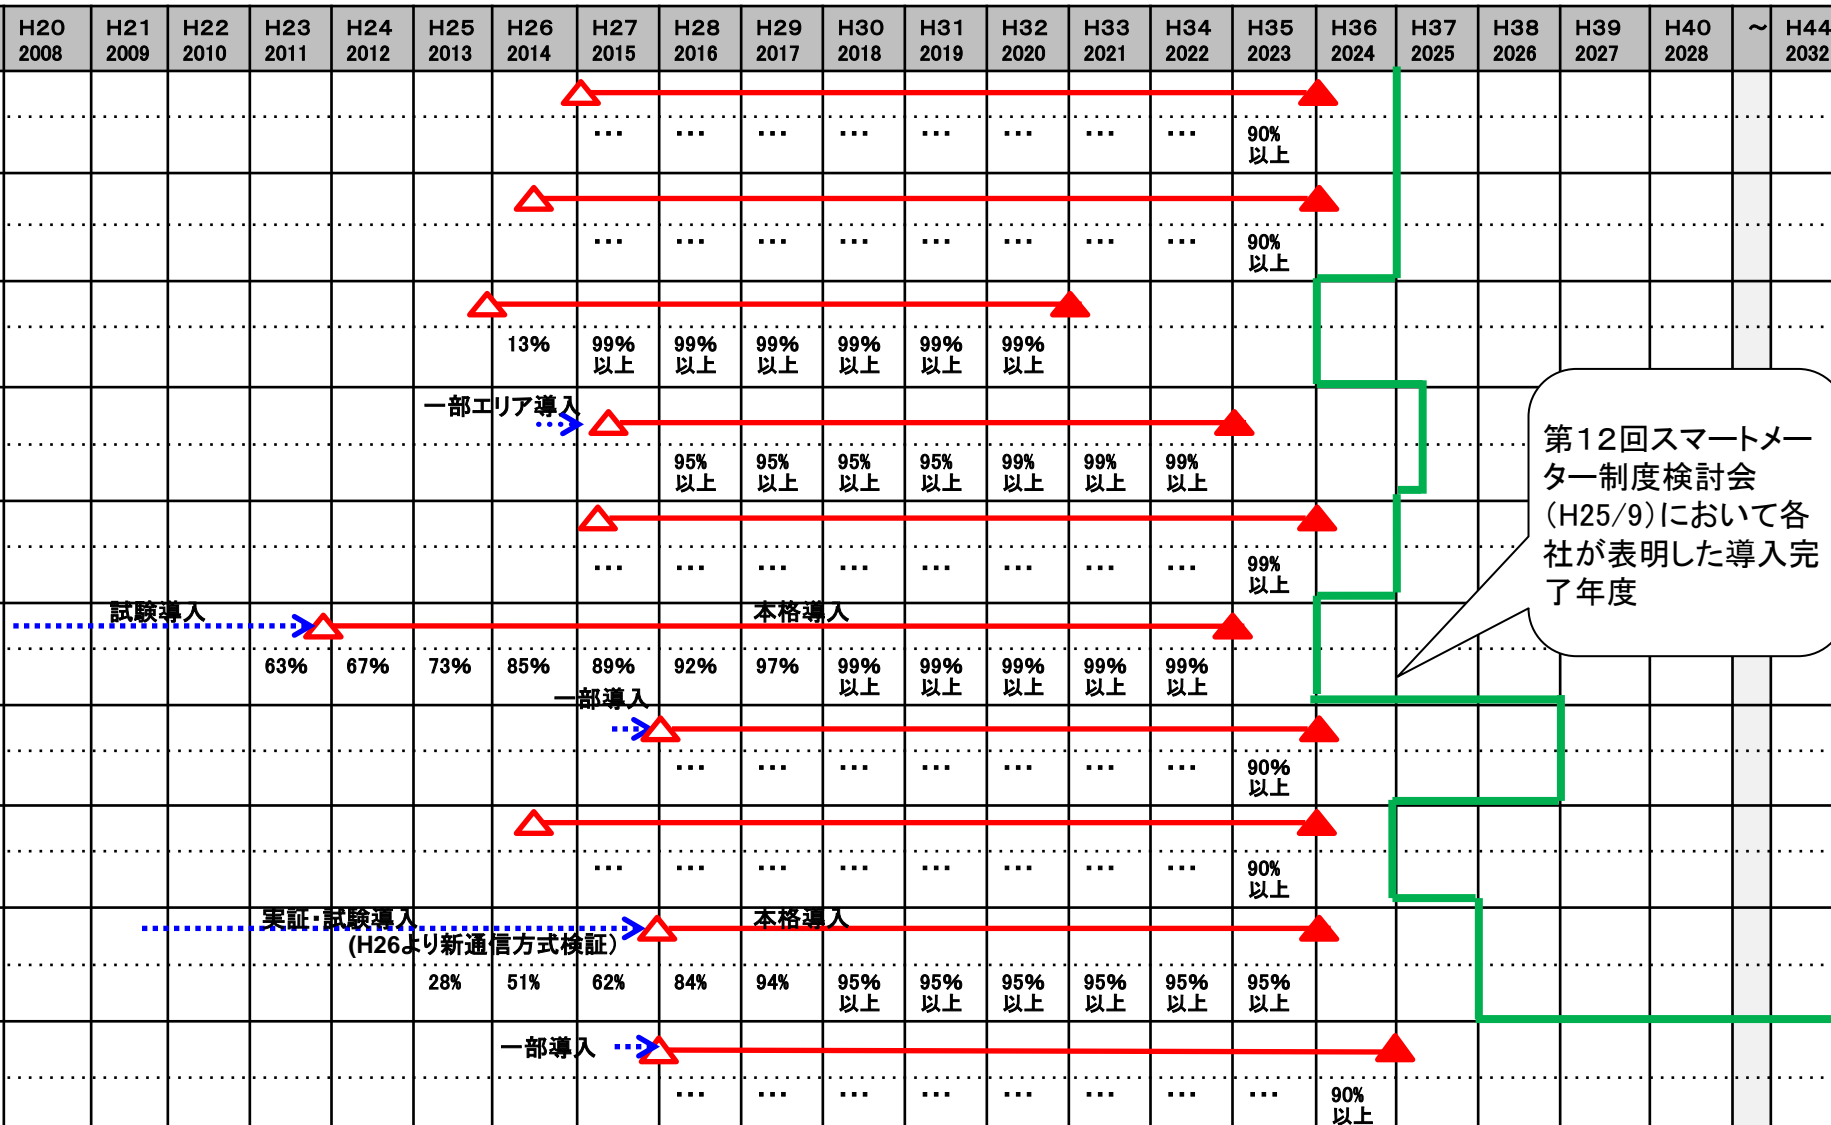 H20 H21 H22 H23 H24 H25 H26 H27 H28 H29 H30 H31 H32 H33 H34 H35 H36 H37 H38 H39 H40 ～ H44
2008 2009 2010 2011 2012 2013 2014 2015 2016 2017 2018 2019 2020 2021 2022 2023 2024 2025 2026 2027 2028 2032
… … … … … … … … 90%
以上
… … … … … … … … 90%
以上
13% 99% 99% 99% 99% 99% 99%
以上 以上 以上 以上 以上 以上
一部エリア導入
95% 95% 95% 95% 99% 99% 99%
以上 以上 以上 以上 以上 以上 以上
第12回スマートメー
ター制度検討会
（H25/9）において各
社が表明した導入完
了年度
… … … … … … … … 99%
以上
試験導入 本格導入
63% 67% 73% 85% 89% 92% 97% 99% 99% 99% 99% 99%
以上 以上 以上 以上 以上
一部導入
… … … … … … … 90%
以上
… … … … … … … … 90%
以上
実証・試験導入 本格導入
(H26より新通信方式検証）
28% 51% 62% 84% 94% 95% 95% 95% 95% 95% 95%
以上 以上 以上 以上 以上 以上
一部導入
… … … … … … … … 90%
以上